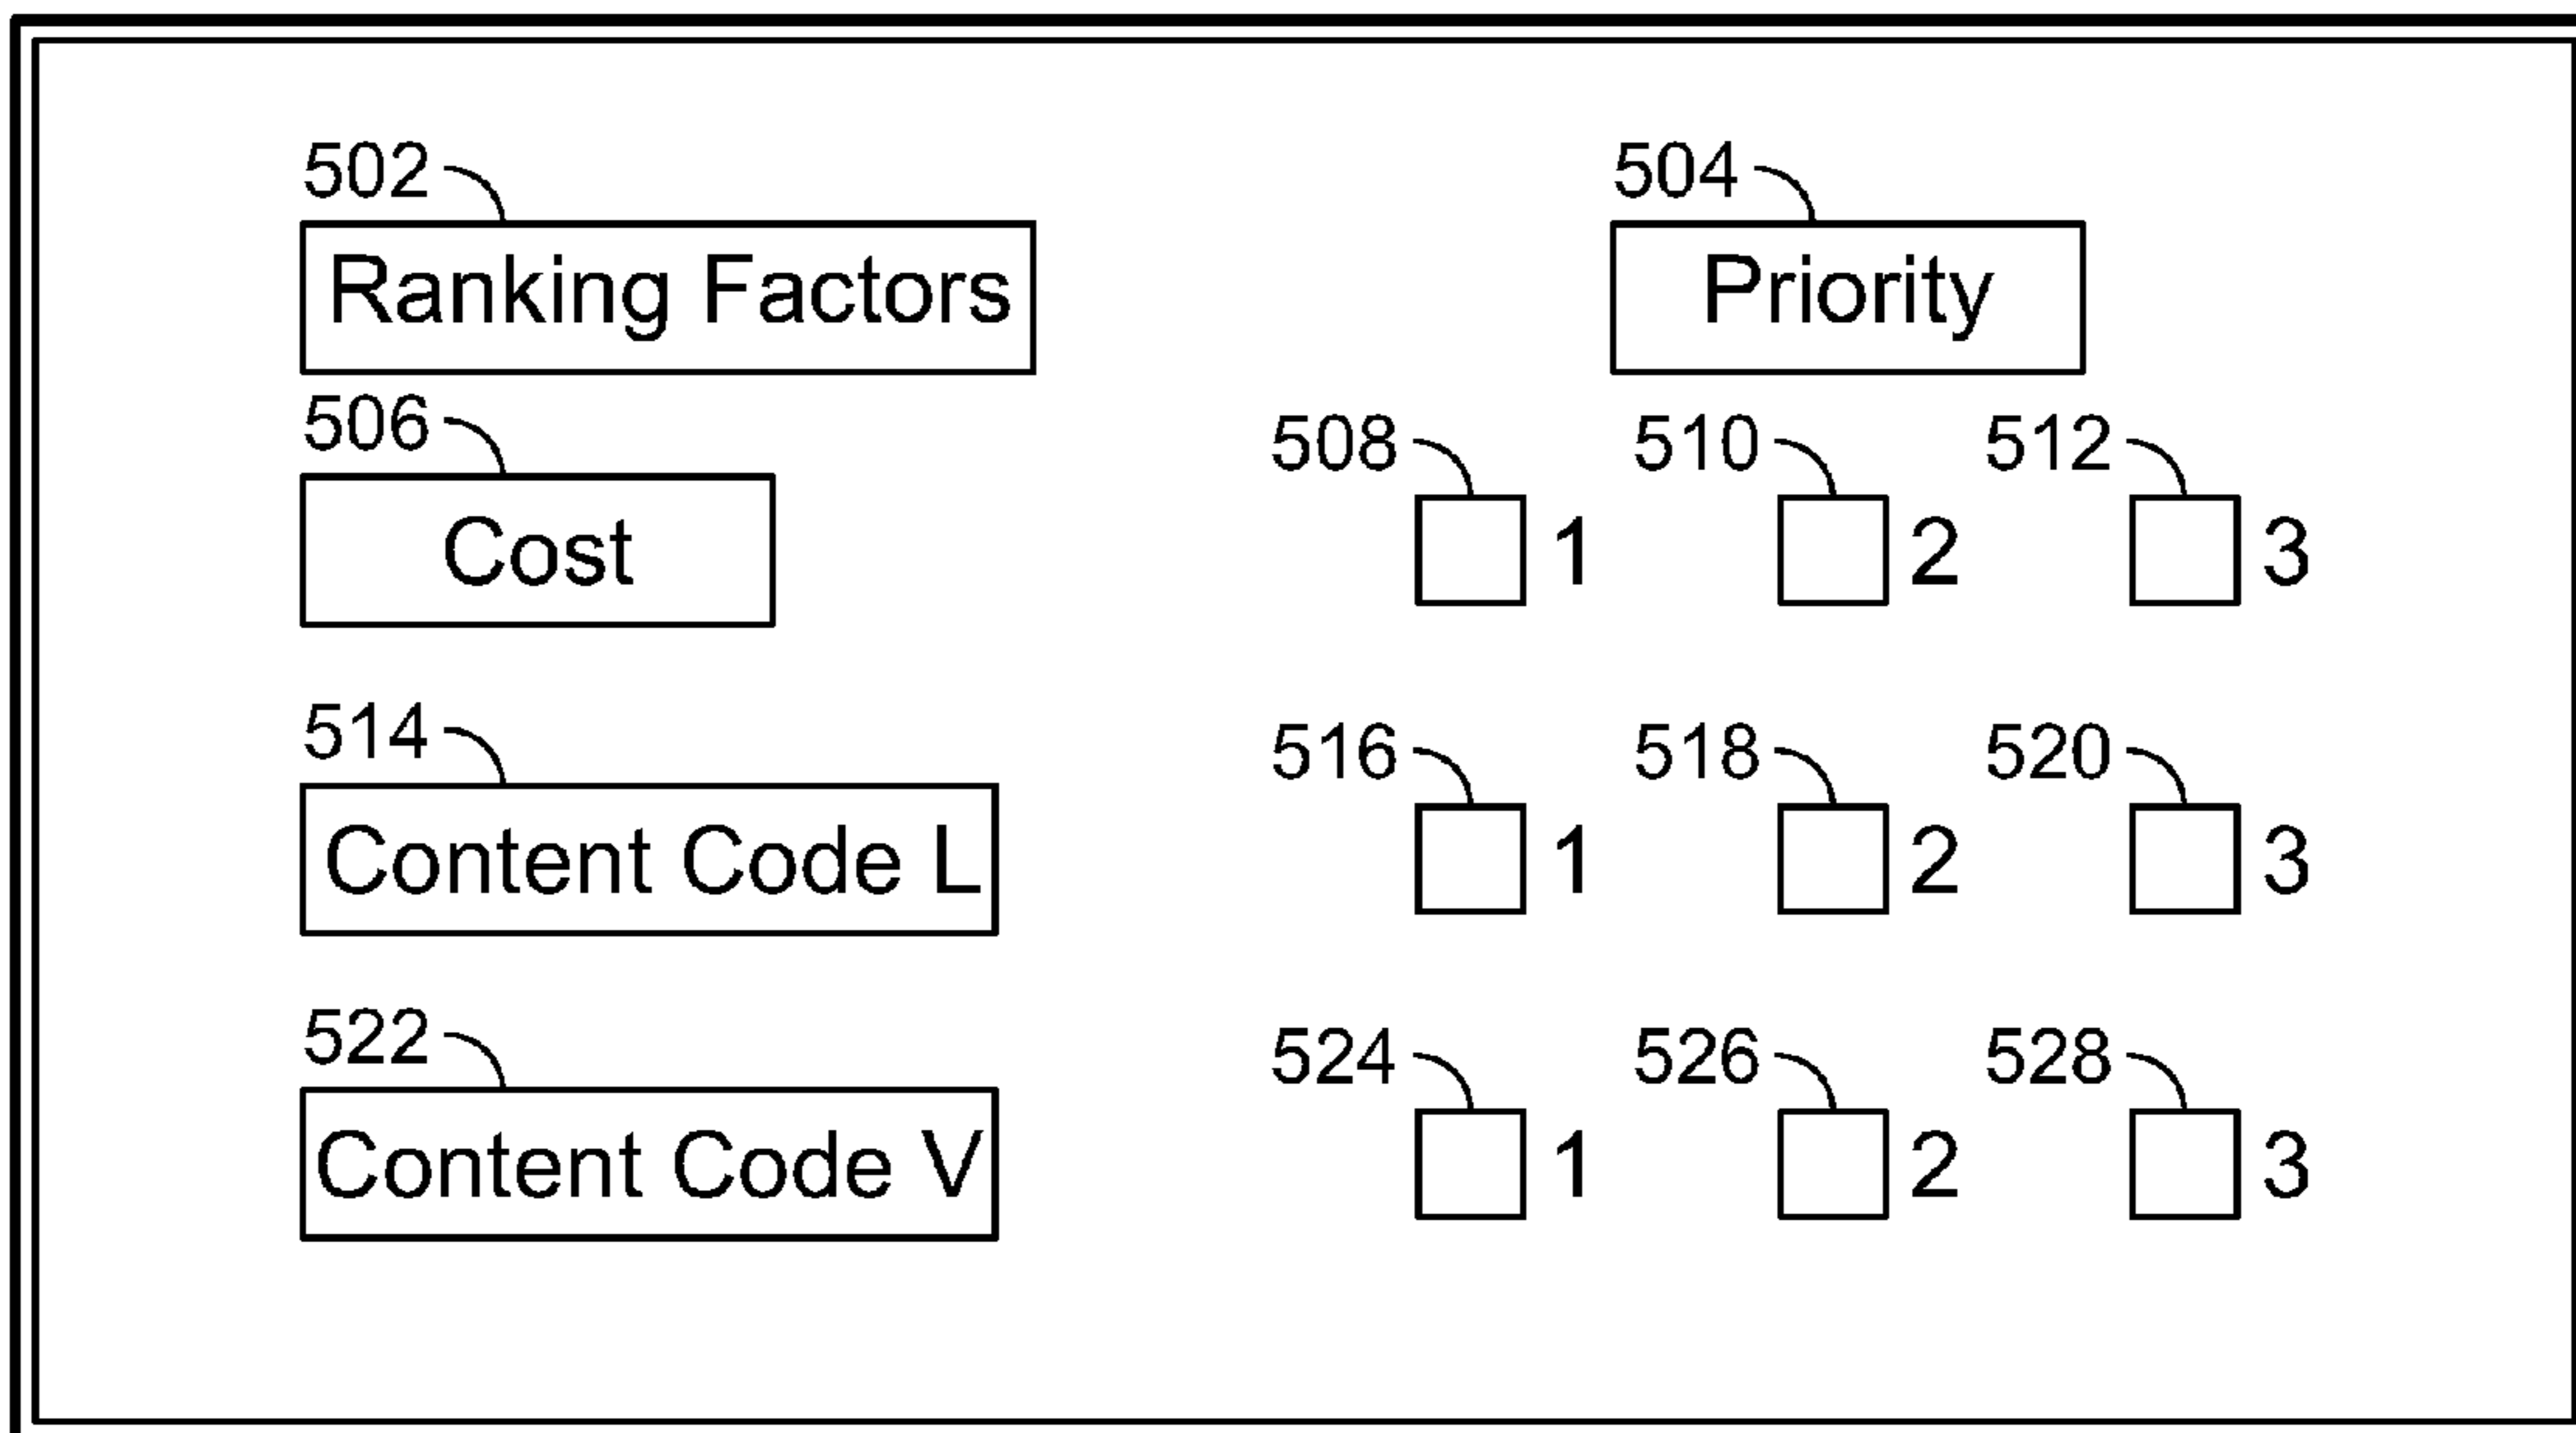 502 504
Ranking Factors Priority
506 508 510 512
Cost 1 2 3
514 516 518 520
Content Code L 1 2 3
522 524 526 528
Content Code V 1 2 3